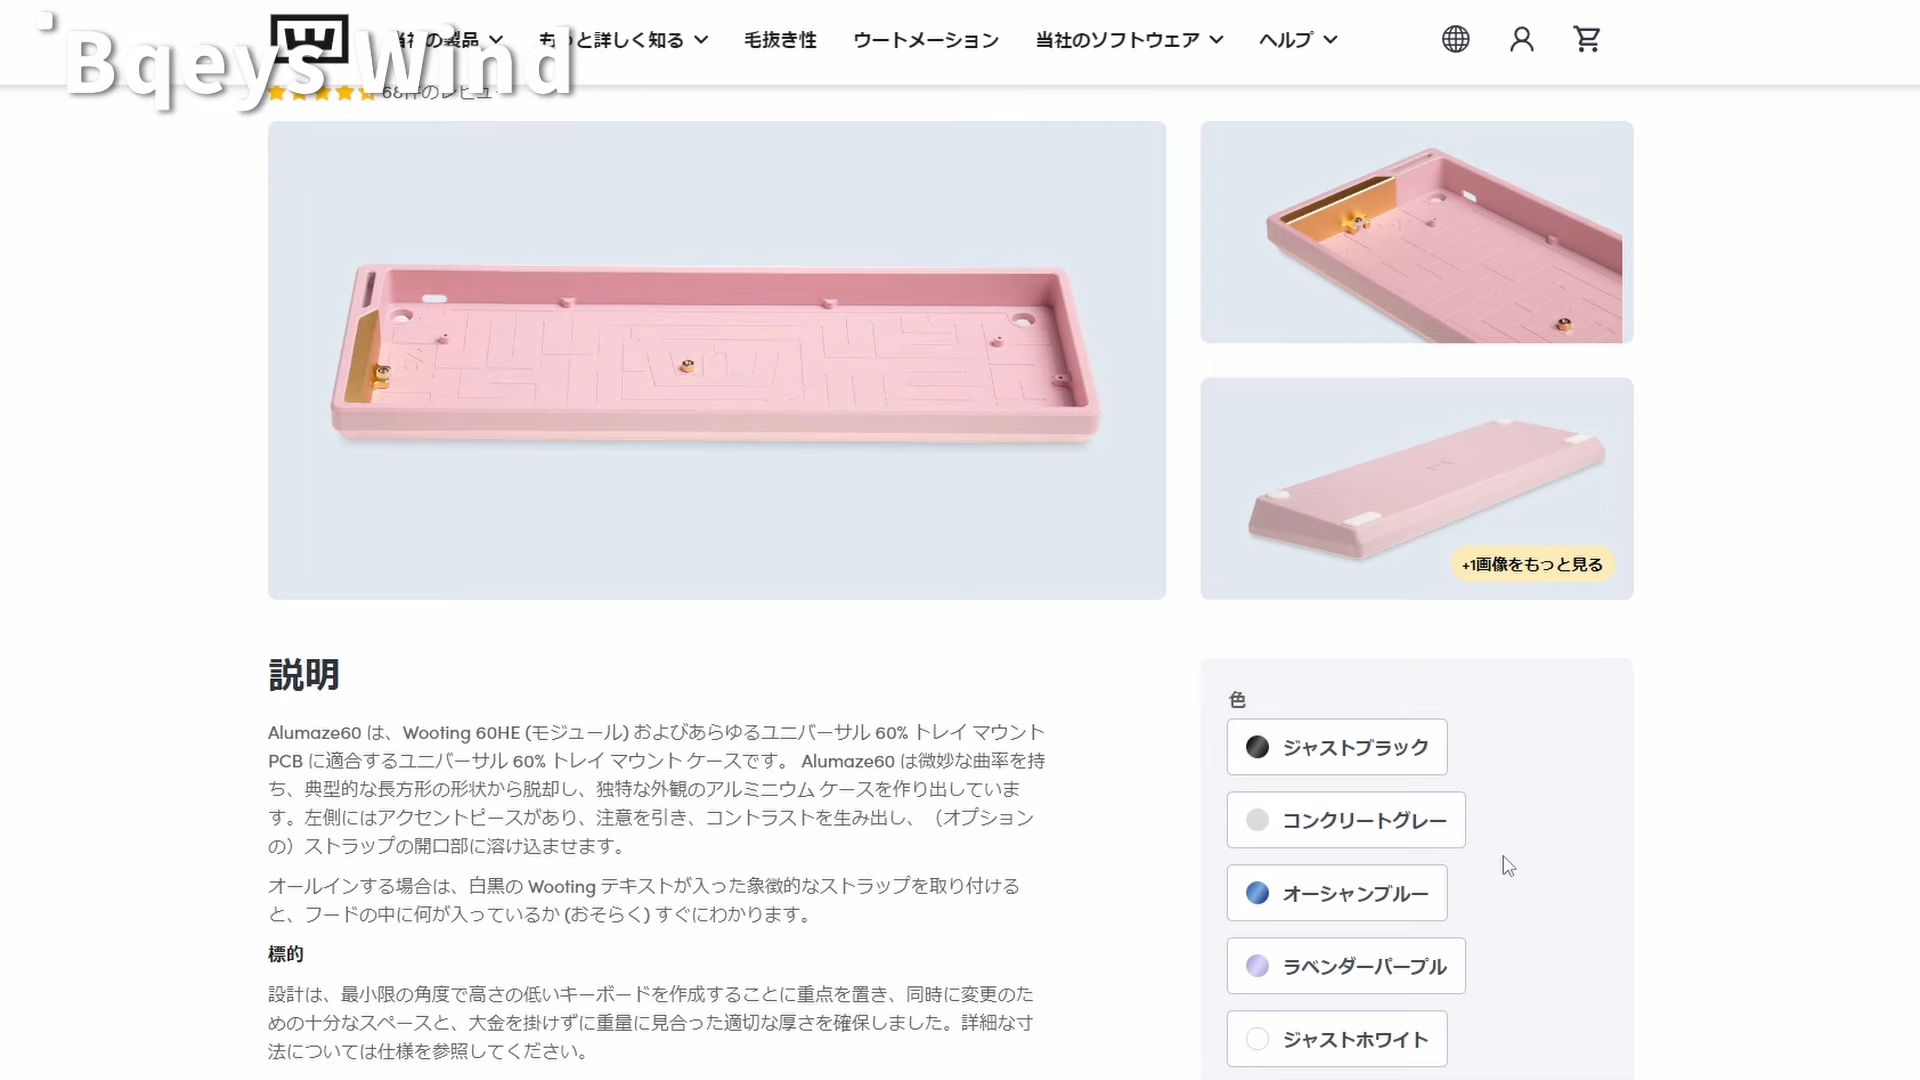 Bqeys Wind
当社の製品
もっと詳しく知る
毛抜き性
ウートメーション
当社のソフトウェア
ヘルプ
68件のレビュー
+1画像をもっと見る
説明
Alumaze60 は、Wooting 60HE (モジュール) およびあらゆるユニバーサル 60% トレイ マウント
PCB に適合するユニバーサル 60% トレイ マウント ケースです。 Alumaze60 は微妙な曲率を持
ち、典型的な長方形の形状から脱却し、独特な外観のアルミニウム ケースを作り出していま
す。左側にはアクセントピースがあり、注意を引き、コントラストを生み出し、（オプション
の）ストラップの開口部に溶け込ませます。
オールインする場合は、白黒の Wooting テキストが入った象徴的なストラップを取り付ける
と、フードの中に何が入っているか (おそらく) すぐにわかります。
標的
設計は、最小限の角度で高さの低いキーボードを作成することに重点を置き、同時に変更のた
めの十分なスペースと、大金を掛けずに重量に見合った適切な厚さを確保しました。詳細な寸
法については仕様を参照してください。
色
ジャストブラック
コンクリートグレー
オーシャンブルー
ラベンダーパープル
ジャストホワイト